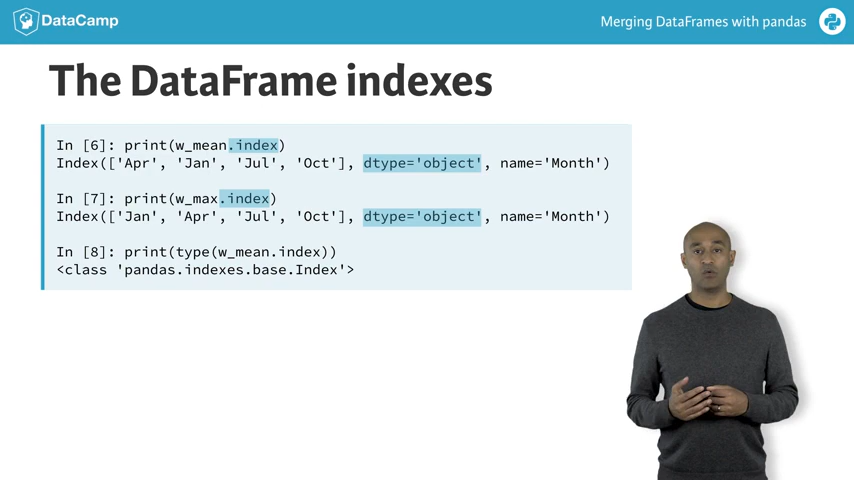 DataCamp
Merging DataFrames with pandas
The DataFrame indexes
In [6]: print(w_mean.index)
Index(['Apr', 'Jan', 'Jul', 'Oct'], dtype='object', name='Month')
In [7]: print(w_max.index)
Index(['Jan', 'Apr', 'Jul', 'Oct'], dtype='object', name='Month')
In [8]: print(type(w_mean.index))
<class 'pandas.indexes.base.Index'>